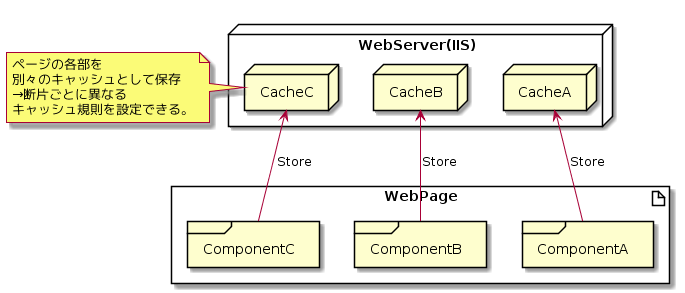 WebServer(IIS)
ページの各部を
別々のキャッシュとして保存
→断片ごとに異なる
キャッシュ規則を設定できる。
CacheC
CacheB
CacheA
Store
Store
Store
WebPage
ComponentC
ComponentB
ComponentA